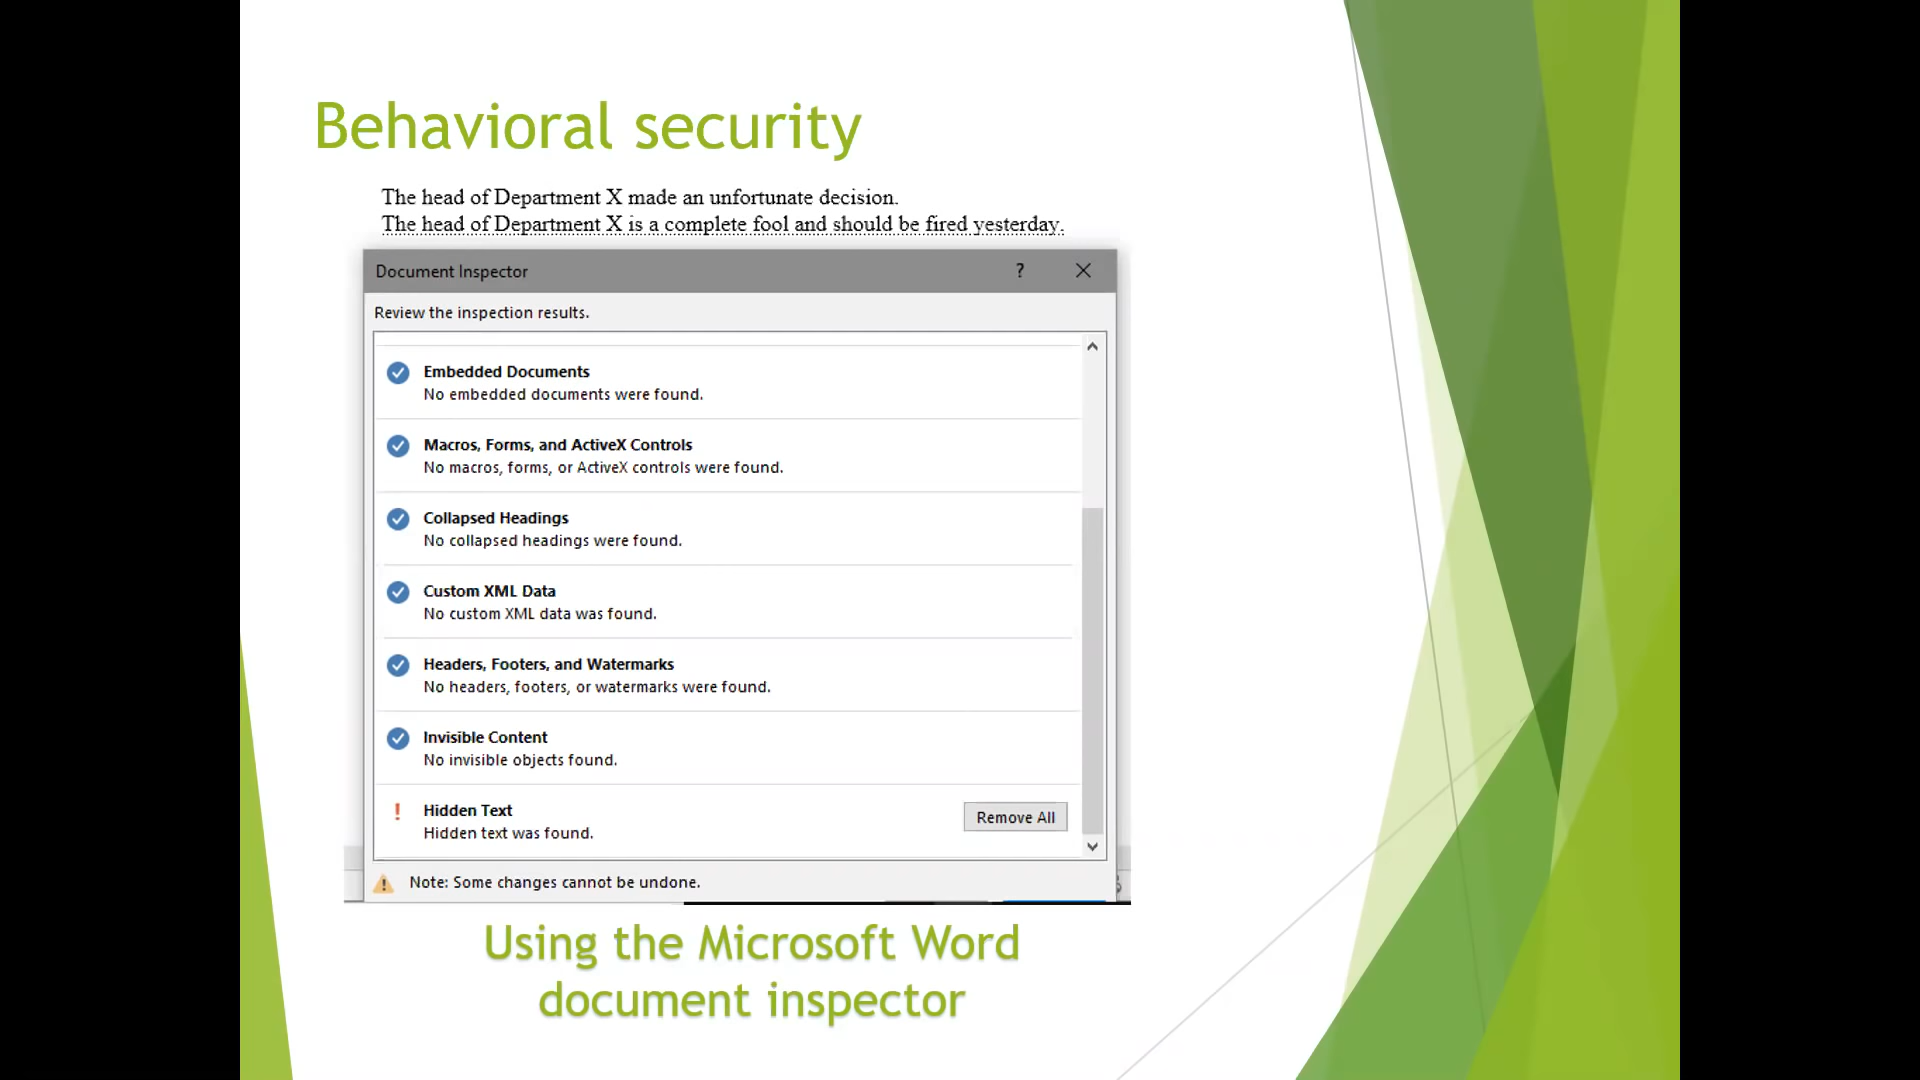 Behavioral security
The head of Department X made an unfortunate decision.
The head of Department X is a complete fool and should be fired yesterday.
Document Inspector
?
Review the inspection results.
Embedded Documents
No embedded documents were found.
Macros, Forms, and ActiveX Controls
No macros, forms, or ActiveX controls were found.
Collapsed Headings
No collapsed headings were found.
Custom XML Data
No custom XML data was found.
Headers, Footers, and Watermarks
No headers, footers, or watermarks were found.
Invisible Content
No invisible objects found.
! Hidden Text
Remove All
Hidden text was found.
Note: Some changes cannot be undone.
Using the Microsoft Word
document inspector